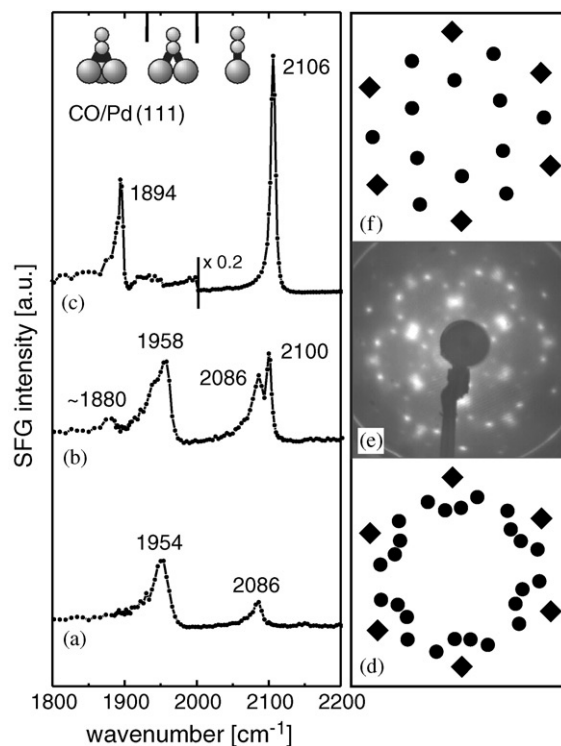 CO/Pd (111)
2106
1894
x 0.2
(c)
1958
2086
2100
~1880
(b)
1954
2086
(a)
SFG intensity [a.u.]
1800 1900 2000 2100 2200
wavenumber [cm-1]
(f)
(e)
(d)